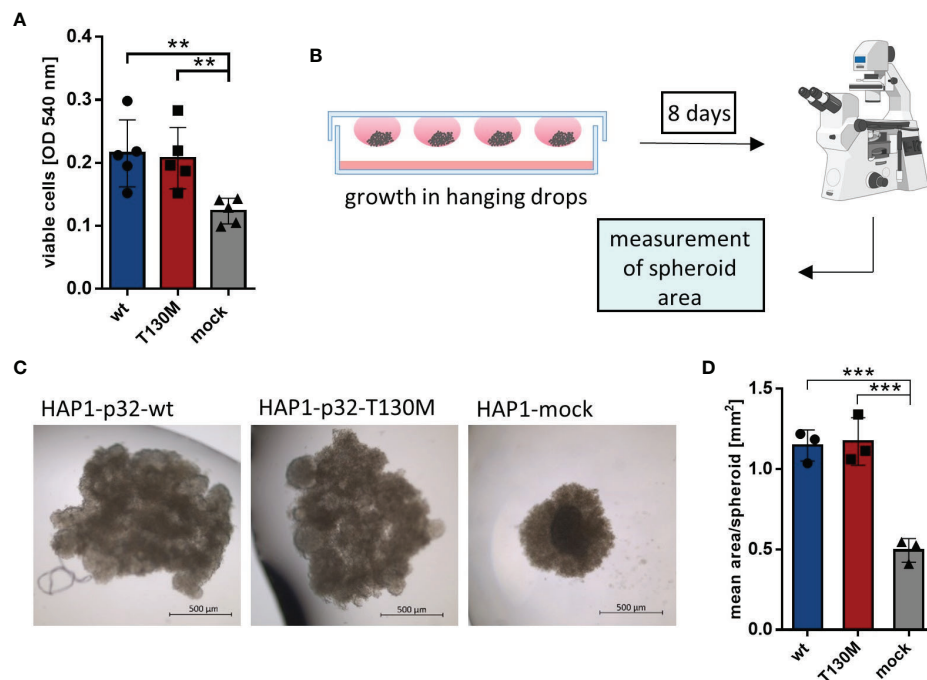 A
viable cells [OD 540 nm]
0.4
0.3
0.2
0.1
0.0
**
**
wt
T130M
mock
B
growth in hanging drops
8 days
measurement
of spheroid
area
C
HAP1-p32-wt
HAP1-p32-T130M
HAP1-mock
500 µm
500 µm
500 µm
D
mean area/spheroid [mm²]
1.5
1.0
0.5
0.0
***
***
wt
T130M
mock